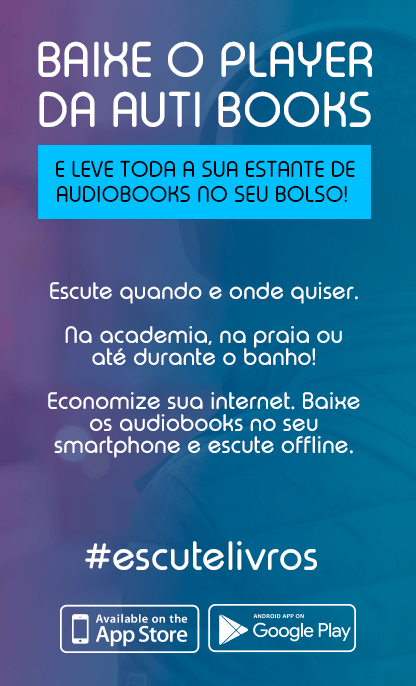 BAIXE O PLAYER
DA AUTI BOOKS
E LEVE TODA A SUA ESTANTE DE
AUDIOBOOKS NO SEU BOLSO!
Escute quando e onde quiser.
Na academia, na praia ou
até durante o banho!
Economize sua internet. Baixe
os audiobooks no seu
smartphone e escute offline.
#escutelivros
Available on the
App Store
ANDROID APP ON
Google Play